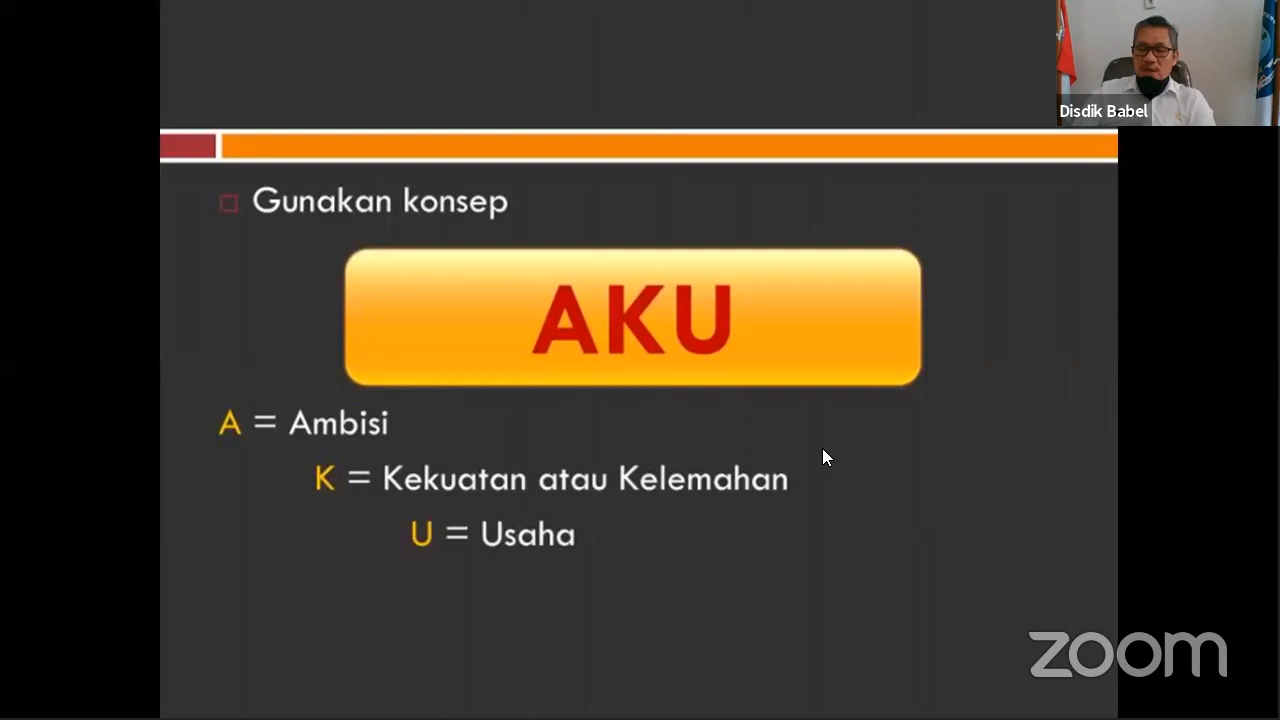 Disdik Babel
Gunakan konsep
AKU
A = Ambisi
K = Kekuatan atau Kelemahan
U = Usaha
zoom